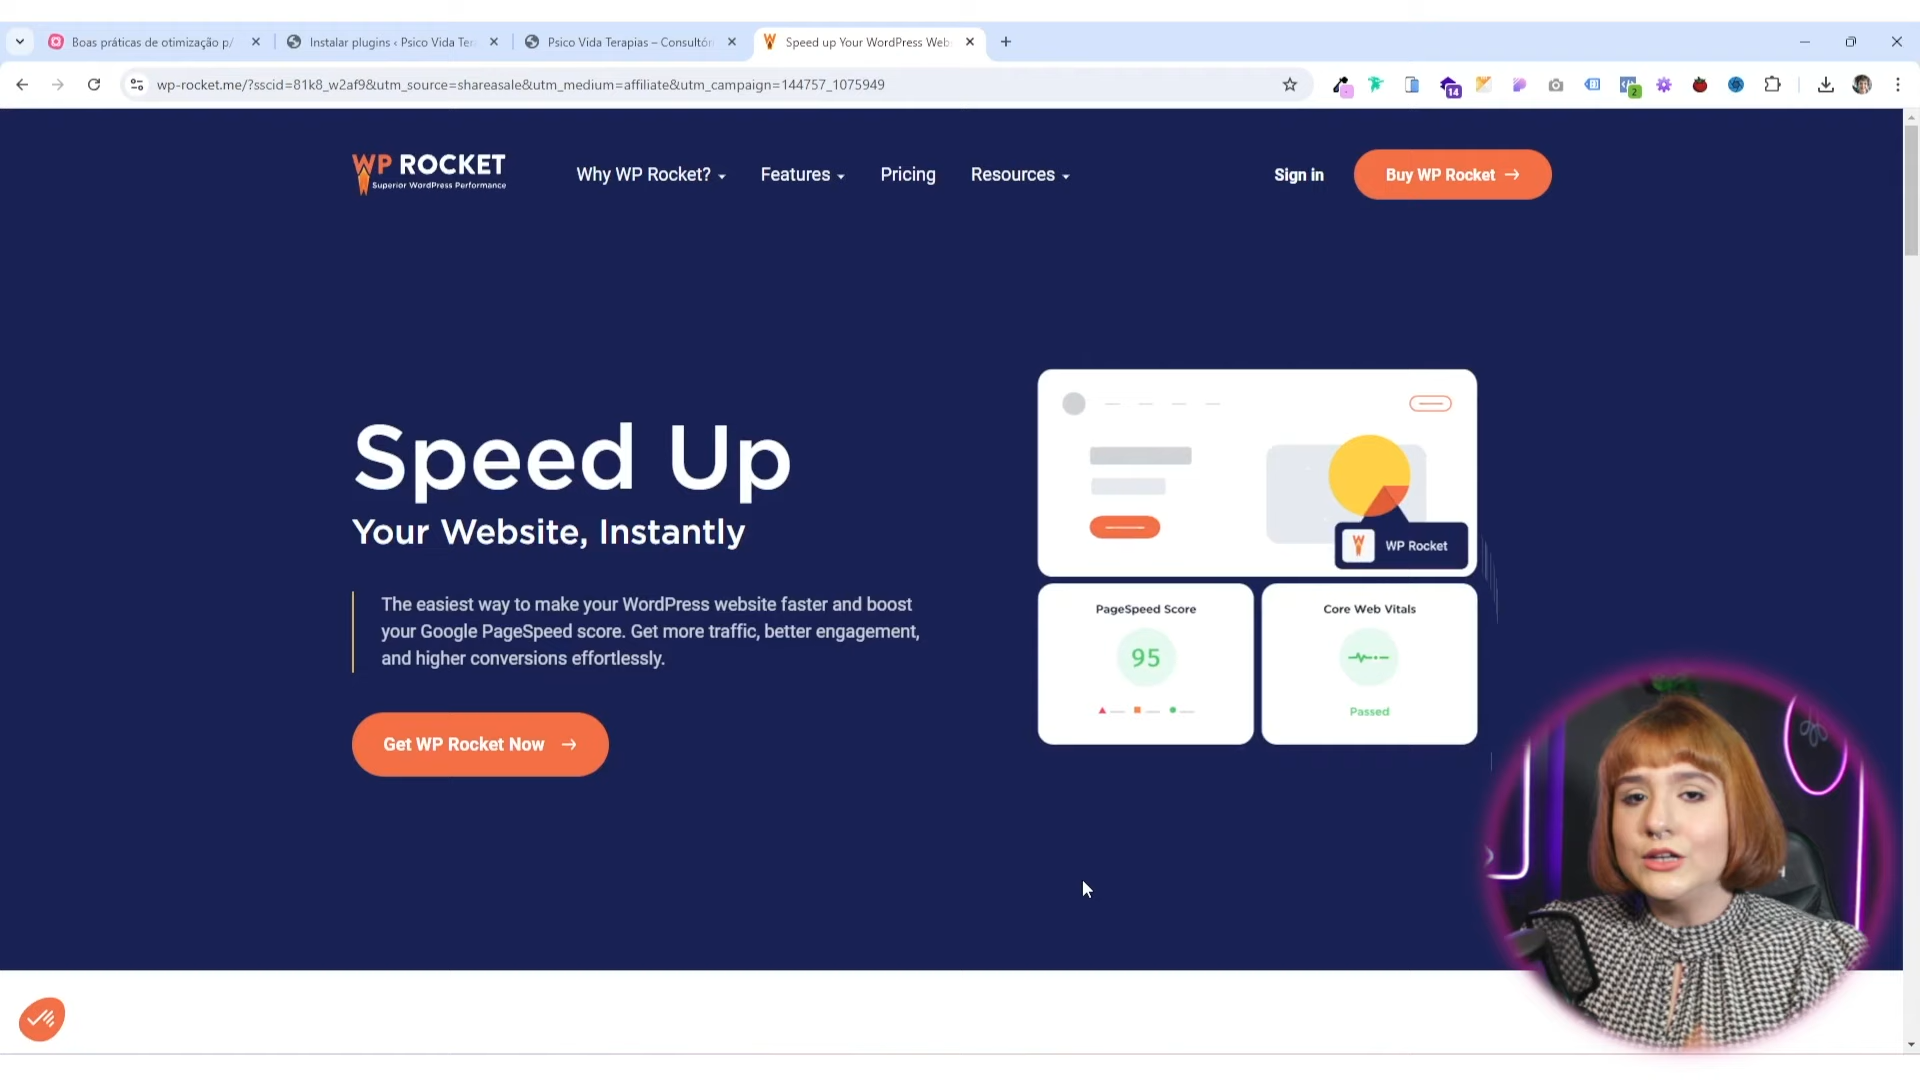 Boas práticas de otimização p/
Instalar plugins ‹ Psico Vida Ter
Psico Vida Terapias – Consultór
Speed up Your WordPress Web
wp-rocket.me/?sscid=81k8_w2af9&utm_source=shareasale&utm_medium=affiliate&utm_campaign=144757_1075949
14
2
WP ROCKET
Superior WordPress Performance
Why WP Rocket?
Features
Pricing
Resources
Sign in
Buy WP Rocket →
Speed Up
Your Website, Instantly
The easiest way to make your WordPress website faster and boost
your Google PageSpeed score. Get more traffic, better engagement,
and higher conversions effortlessly.
Get WP Rocket Now →
WP Rocket
PageSpeed Score
95
Core Web Vitals
Passed